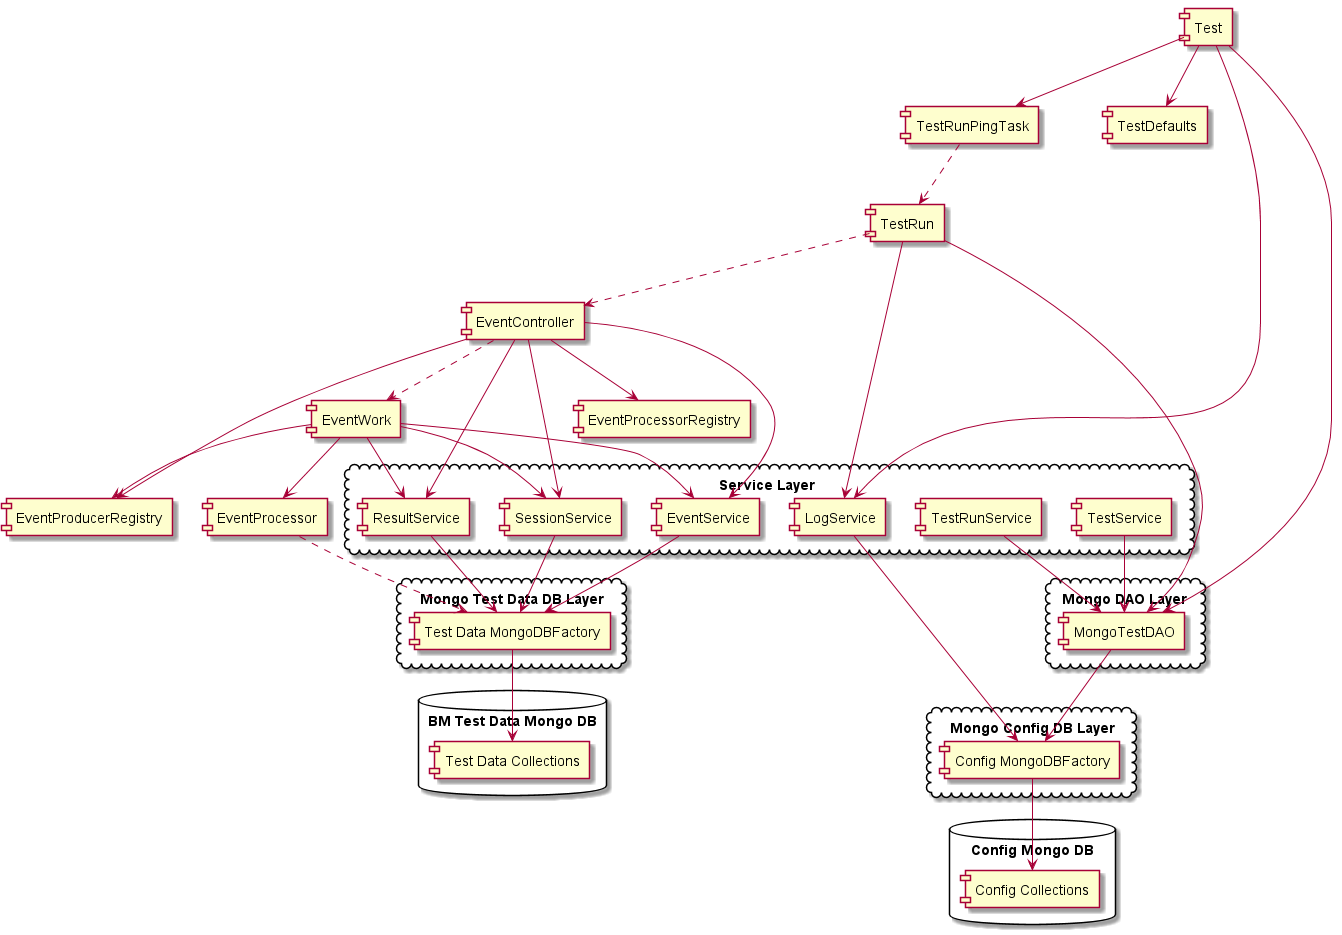 Test
TestRunPingTask
TestDefaults
TestRun
EventController
EventWork
EventProcessorRegistry
Service Layer
EventProducerRegistry
EventProcessor
ResultService
SessionService
EventService
LogService
TestRunService
TestService
Mongo Test Data DB Layer
Mongo DAO Layer
Test Data MongoDBFactory
MongoTestDAO
BM Test Data Mongo DB
Mongo Config DB Layer
Test Data Collections
Config MongoDBFactory
Config Mongo DB
Config Collections